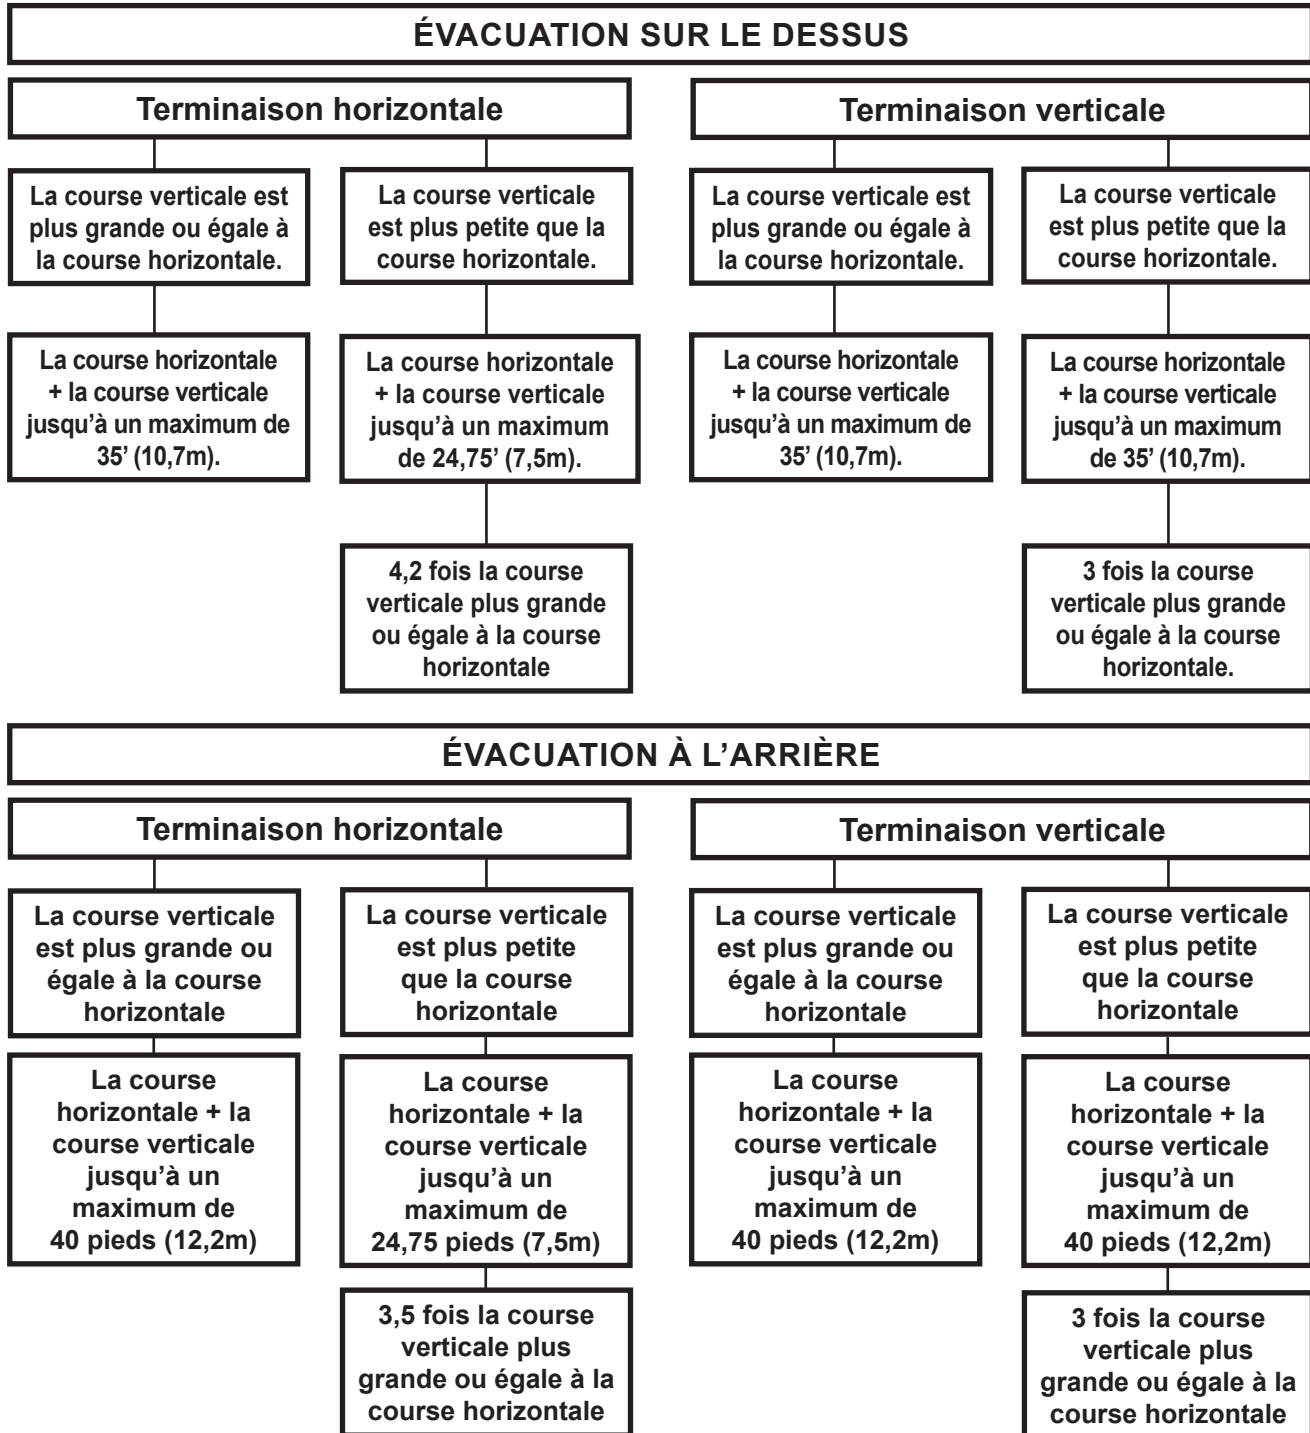 ÉVACUATION SUR LE DESSUS
Terminaison horizontale
La course verticale est
plus grande ou égale à
la course horizontale.
La course horizontale
+ la course verticale
jusqu'à un maximum de
35’ (10,7m).
La course verticale
est plus petite que la
course horizontale.
La course horizontale
+ la course verticale
jusqu'à un maximum
de 24,75’ (7,5m).
4,2 fois la course
verticale plus grande
ou égale à la course
horizontale
Terminaison verticale
La course verticale est
plus grande ou égale à
la course horizontale.
La course horizontale
+ la course verticale
jusqu'à un maximum de
35’ (10,7m).
La course verticale
est plus petite que la
course horizontale.
La course horizontale
+ la course verticale
jusqu'à un maximum
de 35’ (10,7m).
3 fois la course
verticale plus grande
ou égale à la course
horizontale.
ÉVACUATION À L’ARRIÈRE
Terminaison horizontale
La course verticale
est plus grande ou
égale à la course
horizontale
La course
horizontale + la
course verticale
jusqu’à un
maximum de
40 pieds (12,2m)
La course verticale
est plus petite
que la course
horizontale
La course
horizontale + la
course verticale
jusqu’à un
maximum de
24,75 pieds (7,5m)
3,5 fois la course
verticale plus
grande ou égale à la
course horizontale
Terminaison verticale
La course verticale
est plus grande ou
égale à la course
horizontale
La course
horizontale + la
course verticale
jusqu’à un
maximum de
40 pieds (12,2m)
La course verticale
est plus petite
que la course
horizontale
La course
horizontale + la
course verticale
jusqu’à un
maximum de
40 pieds (12,2m)
3 fois la course
verticale plus
grande ou égale à la
course horizontale